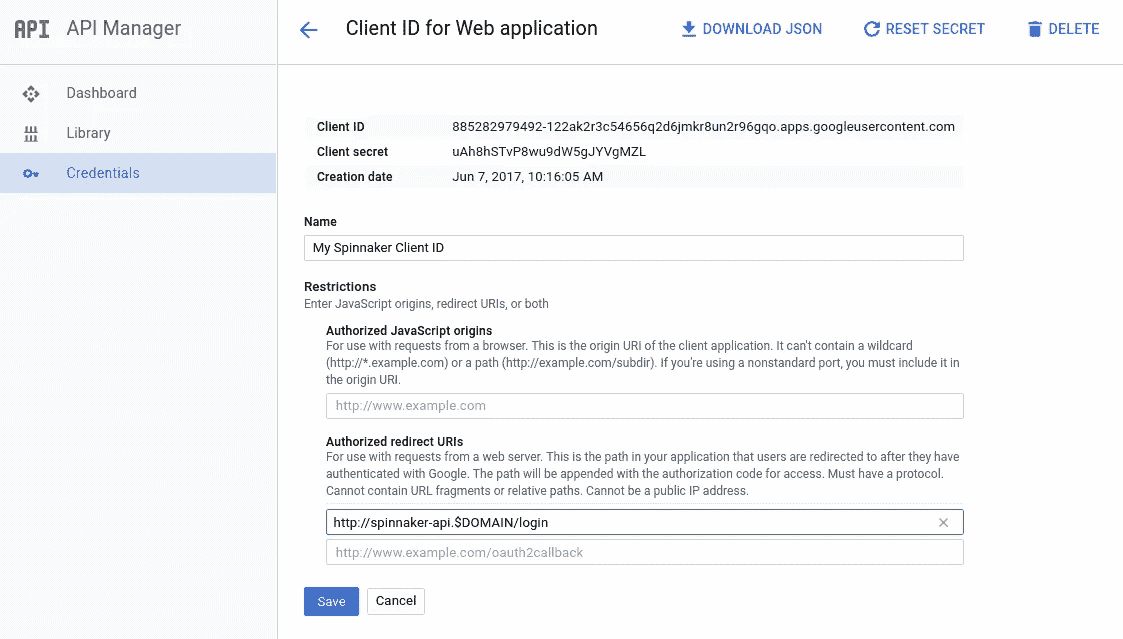 API API Manager
Client ID for Web application
DOWNLOAD JSON
RESET SECRET
DELETE
Dashboard
Library
Credentials
Client ID 885282979492-122ak2r3c54656q2d6jmkr8un2r96gqo.apps.googleusercontent.com
Client secret uAh8hSTvP8wu9dW5gJYVgMZL
Creation date Jun 7, 2017, 10:16:05 AM
Name
My Spinnaker Client ID
Restrictions
Enter JavaScript origins, redirect URIs, or both
Authorized JavaScript origins
For use with requests from a browser. This is the origin URI of the client application. It can't contain a wildcard
(http://*.example.com) or a path (http://example.com/subdir). If you're using a nonstandard port, you must include it in
the origin URI.
http://www.example.com
Authorized redirect URIs
For use with requests from a web server. This is the path in your application that users are redirected to after they have
authenticated with Google. The path will be appended with the authorization code for access. Must have a protocol.
Cannot contain URL fragments or relative paths. Cannot be a public IP address.
http://spinnaker-api.$DOMAIN/login
http://www.example.com/oauth2callback
Save
Cancel